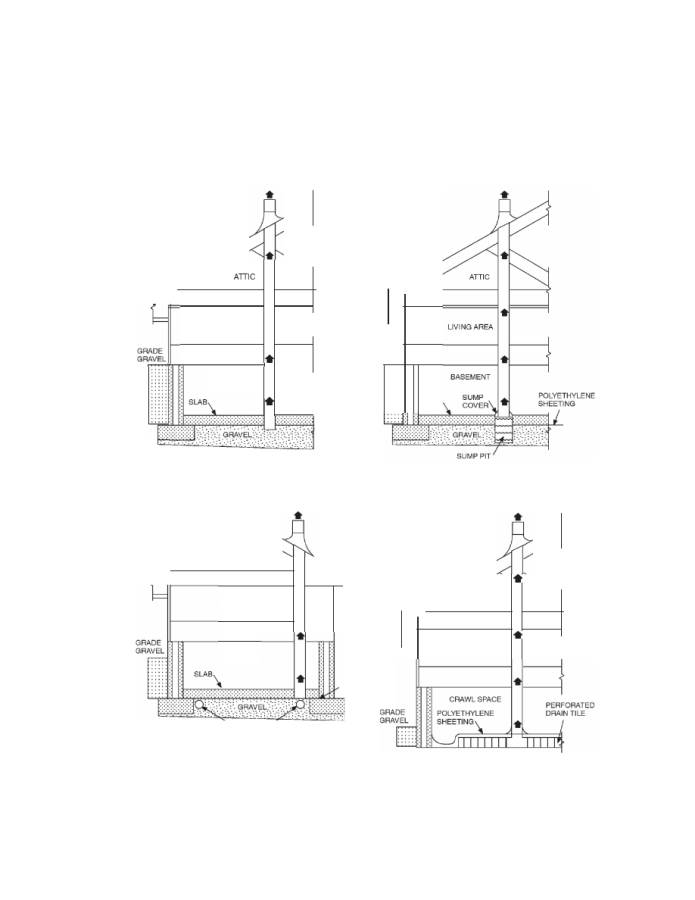 ATTIC
GRADE
GRAVEL
SLAB
GRAVEL
ATTIC
LIVING AREA
BASEMENT
SUMP
COVER
POLYETHYLENE
SHEETING
GRAVEL
SUMP PIT
GRADE
GRAVEL
SLAB
GRAVEL
CRAWL SPACE
GRADE
GRAVEL
POLYETHYLENE
SHEETING
PERFORATED
DRAIN TILE